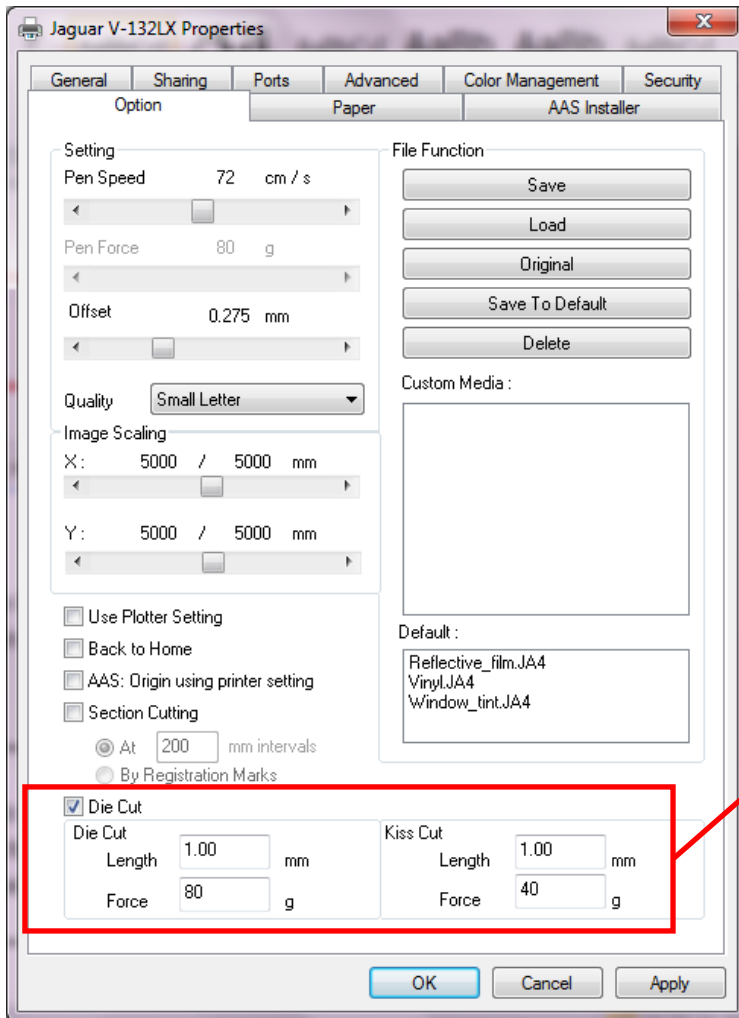 Jaguar V-132LX Properties
General Sharing Ports Advanced Color Management Security
Option Paper AAS Installer
Setting
Pen Speed 72 cm / s
Pen Force 80 g
Offset 0.275 mm
Quality Small Letter
Image Scaling
X : 5000 / 5000 mm
Y : 5000 / 5000 mm
Use Plotter Setting
Back to Home
AAS: Origin using printer setting
Section Cutting
At 200 mm intervals
By Registration Marks
File Function
Save
Load
Original
Save To Default
Delete
Custom Media :
Default :
Reflective_film.JA4
Vinyl.JA4
Window_tint.JA4
Die Cut
Die Cut
Length 1.00 mm
Force 80 g
Kiss Cut
Length 1.00 mm
Force 40 g
OK Cancel Apply